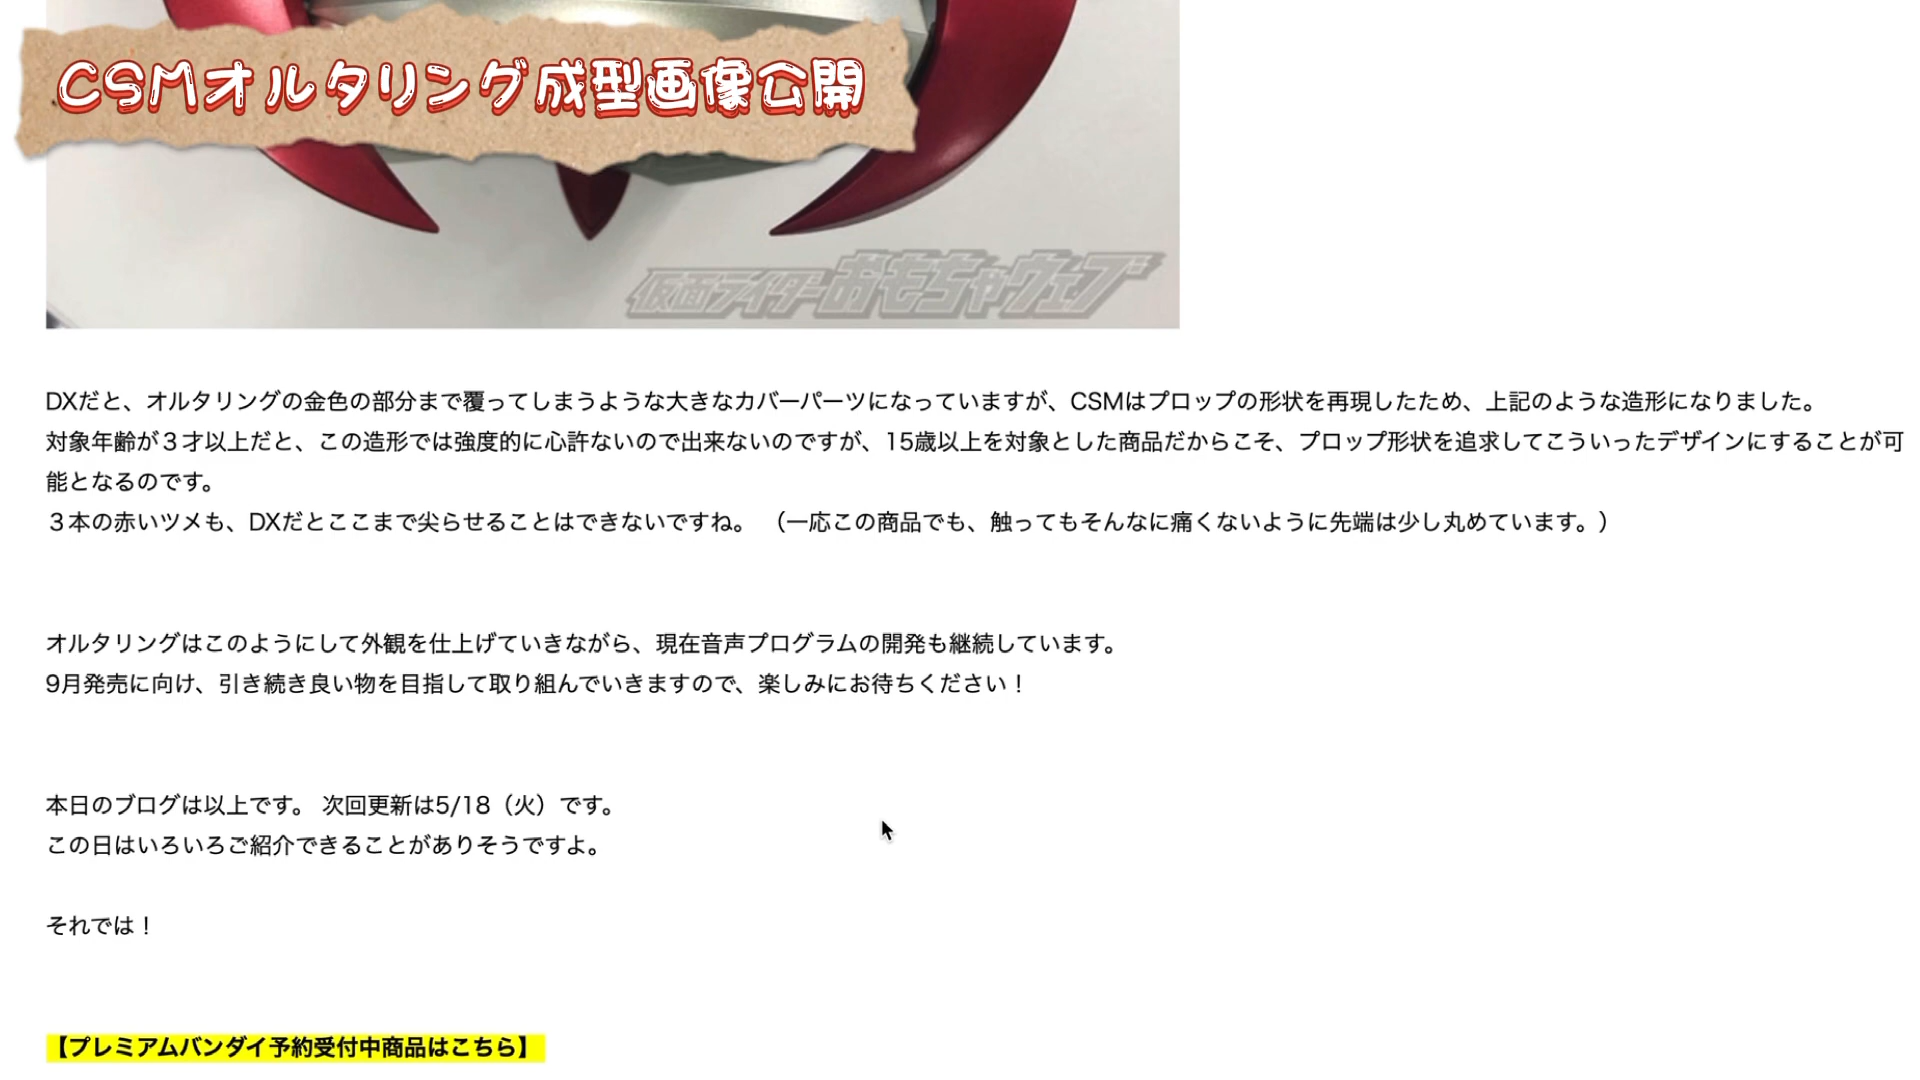 CSMオルタリング成型画像公開
仮面ライダーおもちゃウェブ
DXだと、オルタリングの金色の部分まで覆ってしまうような大きなカバーパーツになっていますが、CSMはプロップの形状を再現したため、上記のような造形になりました。
対象年齢が３才以上だと、この造形では強度的に心許ないので出来ないのですが、15歳以上を対象とした商品だからこそ、プロップ形状を追求してこういったデザインにすることが可
能となるのです。
３本の赤いツメも、DXだとここまで尖らせることはできないですね。 （一応この商品でも、触ってもそんなに痛くないように先端は少し丸めています。）
オルタリングはこのようにして外観を仕上げていきながら、現在音声プログラムの開発も継続しています。
9月発売に向け、引き続き良い物を目指して取り組んでいきますので、楽しみにお待ちください！
本日のブログは以上です。 次回更新は5/18（火）です。
この日はいろいろご紹介できることがありそうですよ。
それでは！
【プレミアムバンダイ予約受付中商品はこちら】